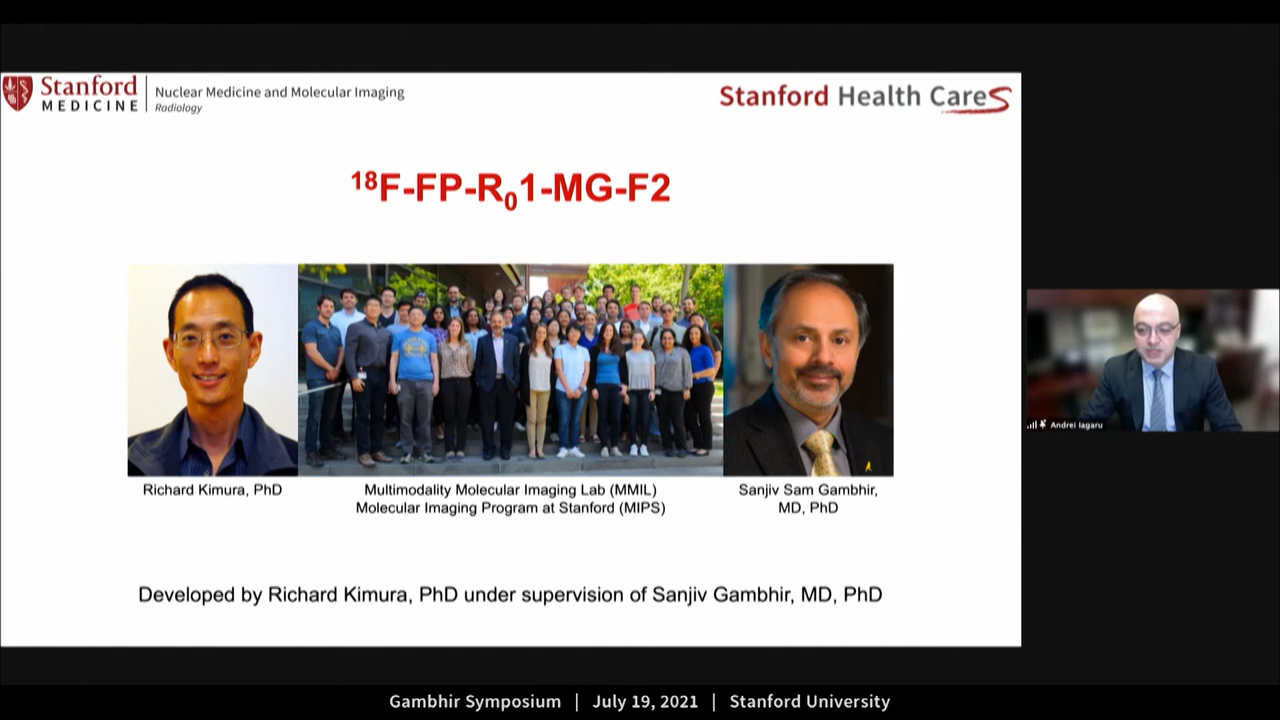 Stanford
MEDICINE
Nuclear Medicine and Molecular Imaging
Radiology
Stanford Health Care
¹⁸F-FP-R₀1-MG-F2
Richard Kimura, PhD
Multimodality Molecular Imaging Lab (MMIL)
Molecular Imaging Program at Stanford (MIPS)
Sanjiv Sam Gambhir,
MD, PhD
Andrei Iagaru
Developed by Richard Kimura, PhD under supervision of Sanjiv Gambhir, MD, PhD
Gambhir Symposium | July 19, 2021 | Stanford University